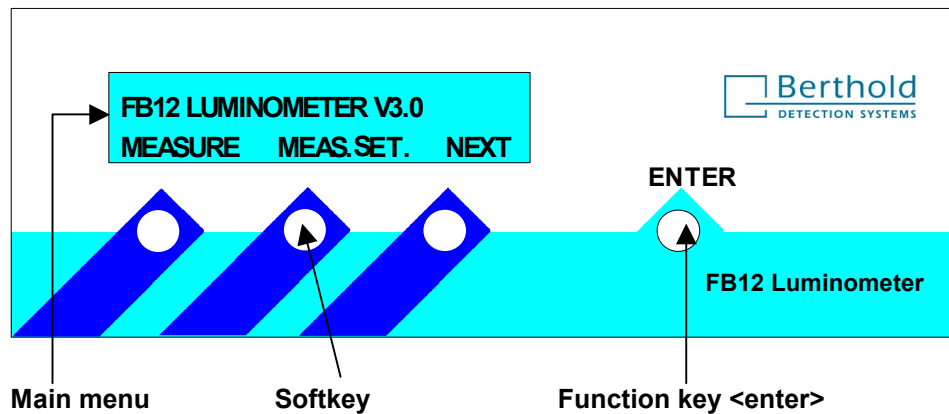 FB12 LUMINOMETER V3.0
MEASURE MEAS.SET. NEXT
Berthold
DETECTION SYSTEMS
ENTER
FB12 Luminometer
Main menu Softkey Function key <enter>